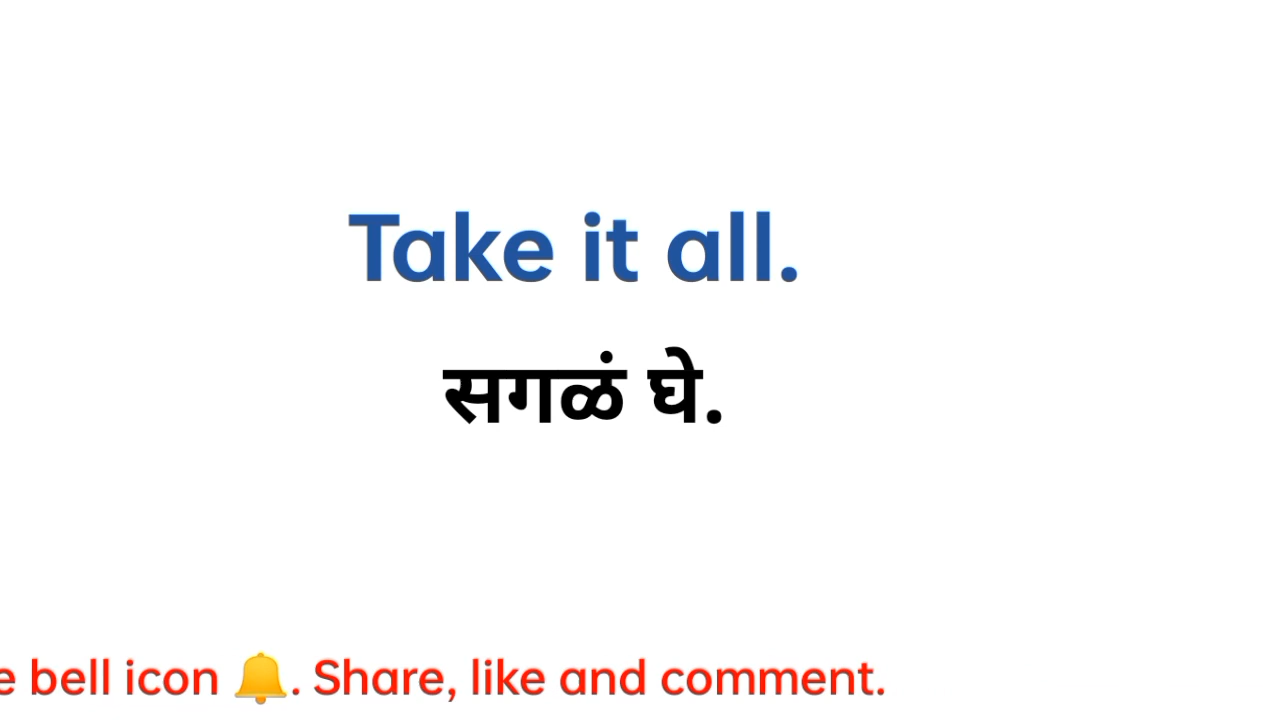 Take it all.
सगळं घे.
e bell icon 🔔. Share, like and comment.